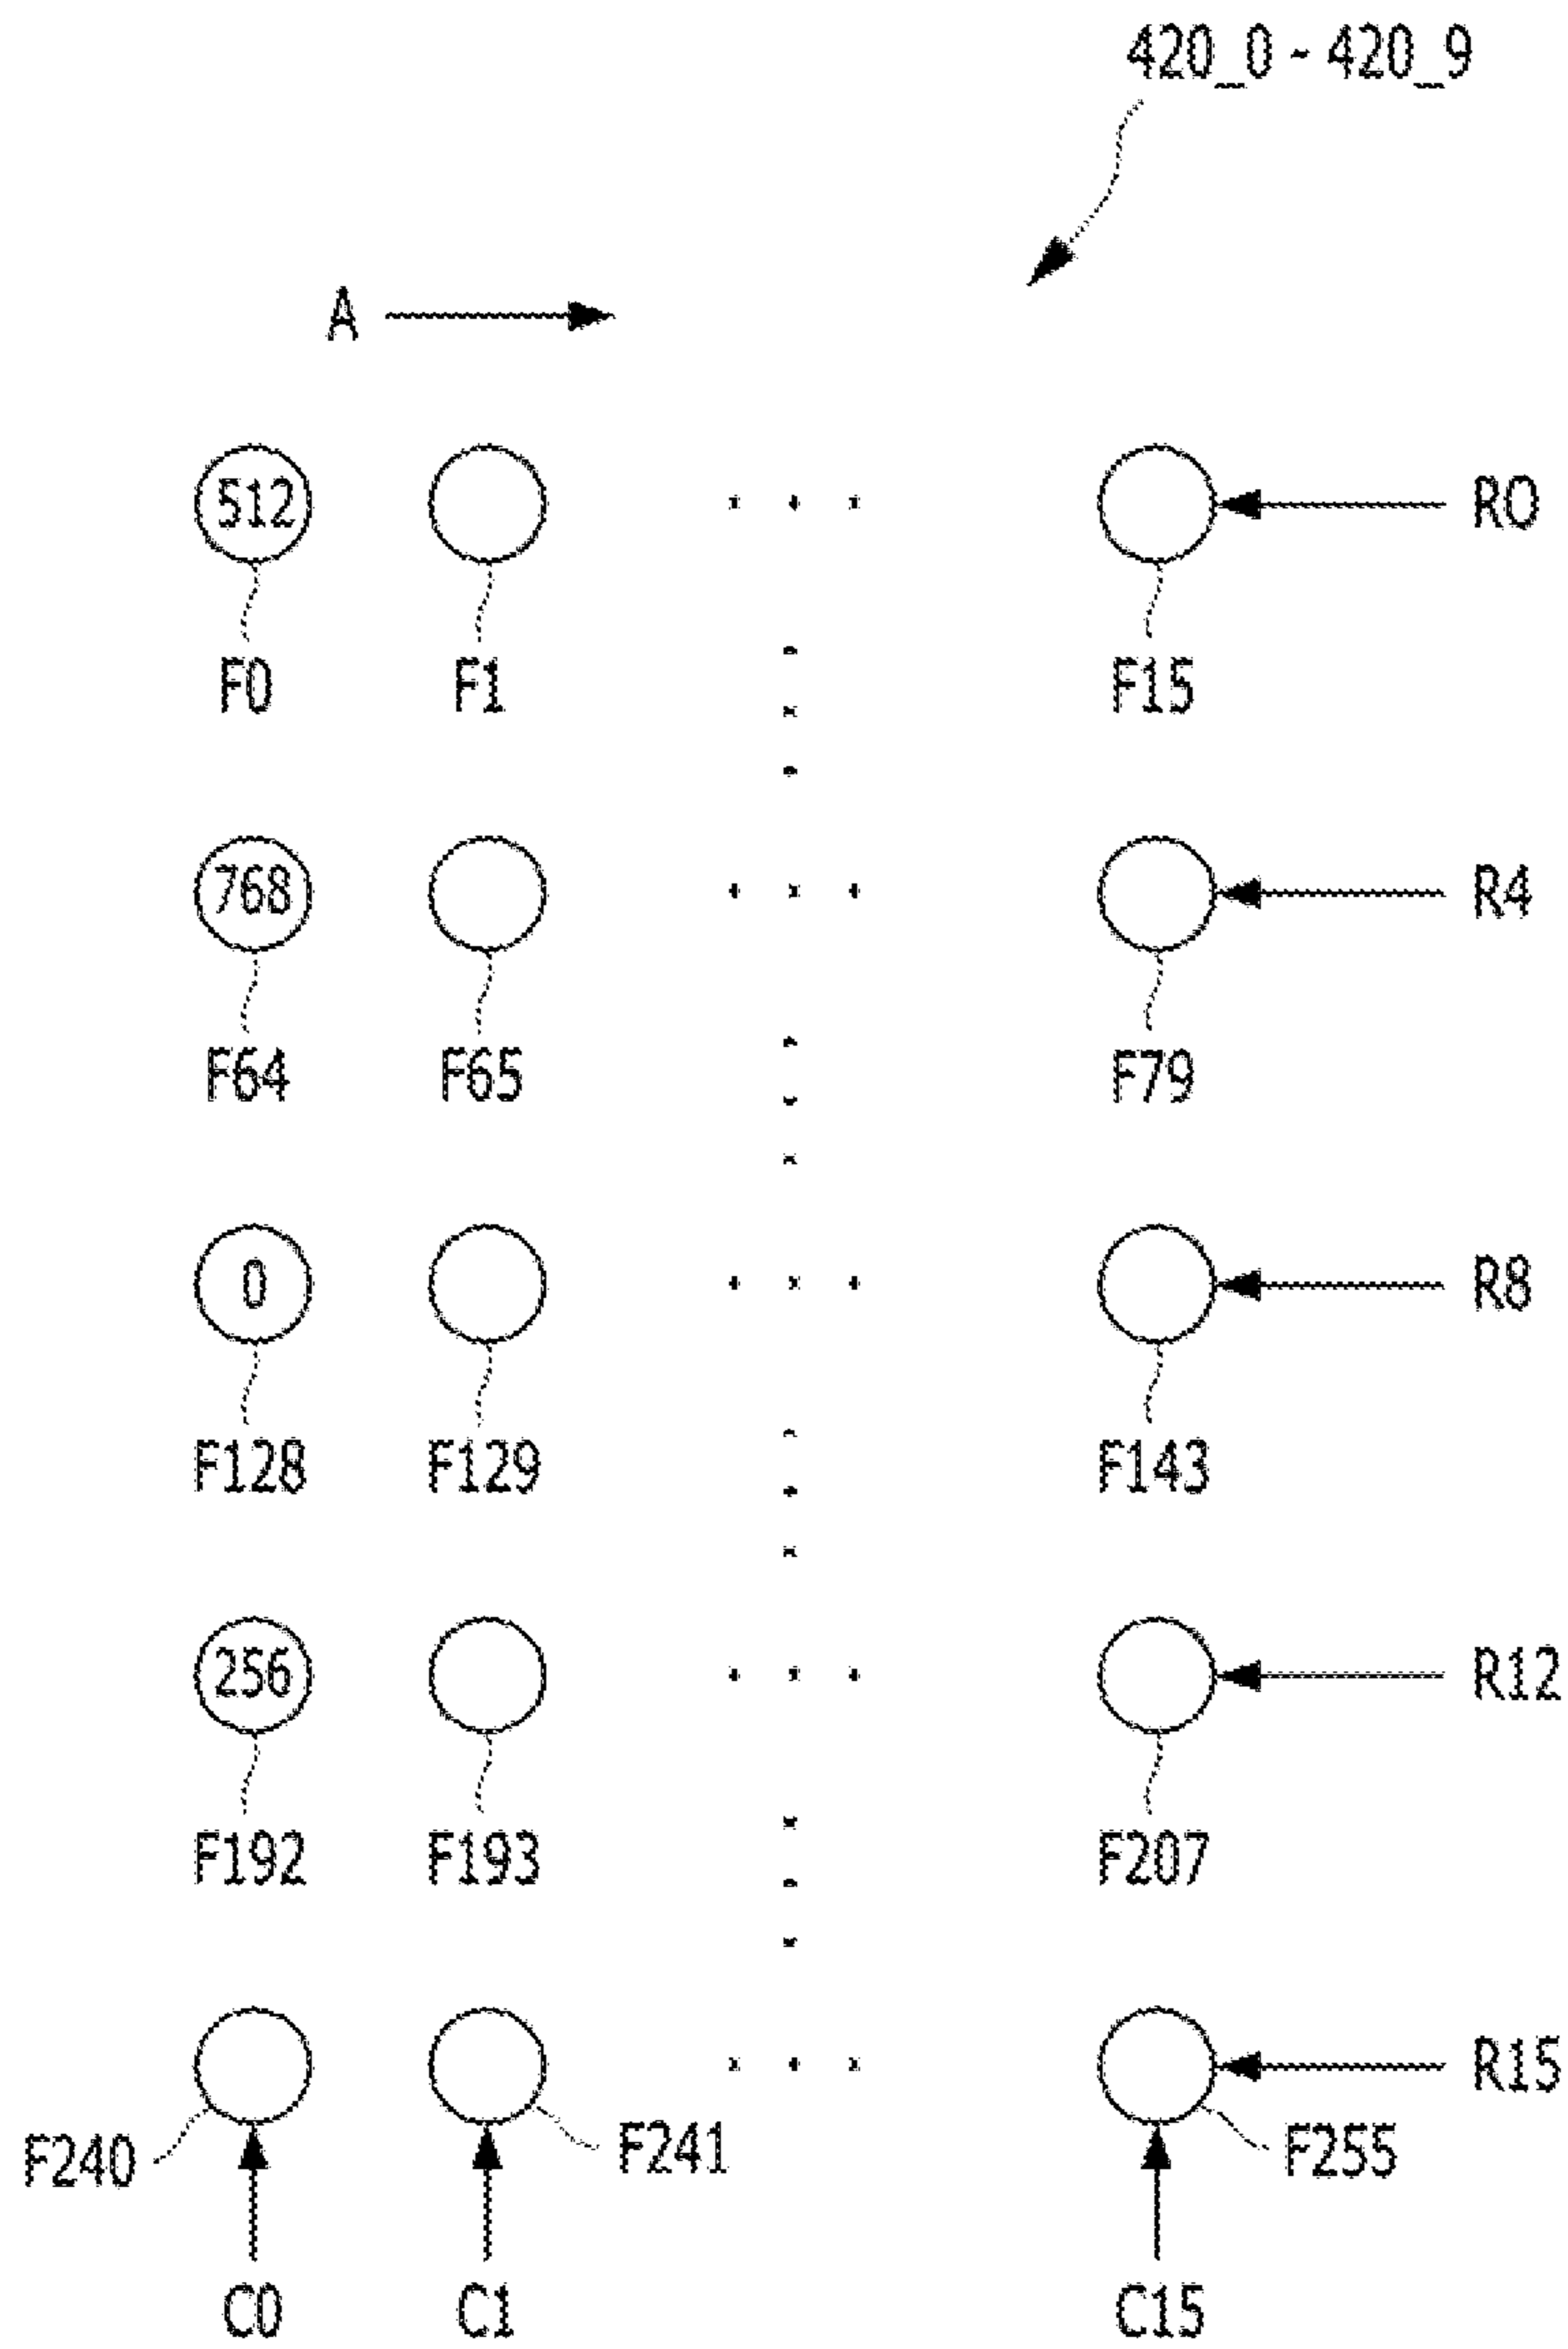 420_0 - 420_9
A
512 R0
F0 F1 F15
768 R4
F64 F65 F79
0 R8
F128 F129 F143
256 R12
F192 F193 F207
R15
F240 F241 F255
C0 C1 C15